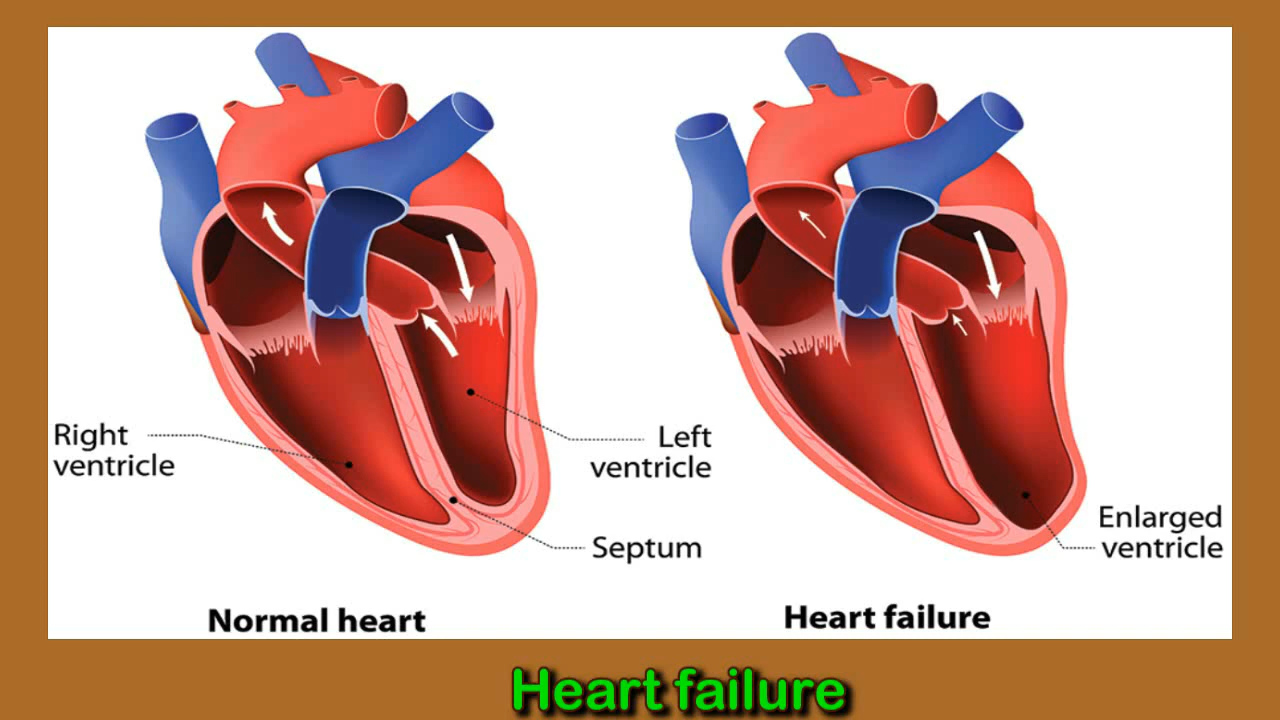 Right
ventricle
Left
ventricle
Septum
Enlarged
ventricle
Normal heart
Heart failure
Heart failure